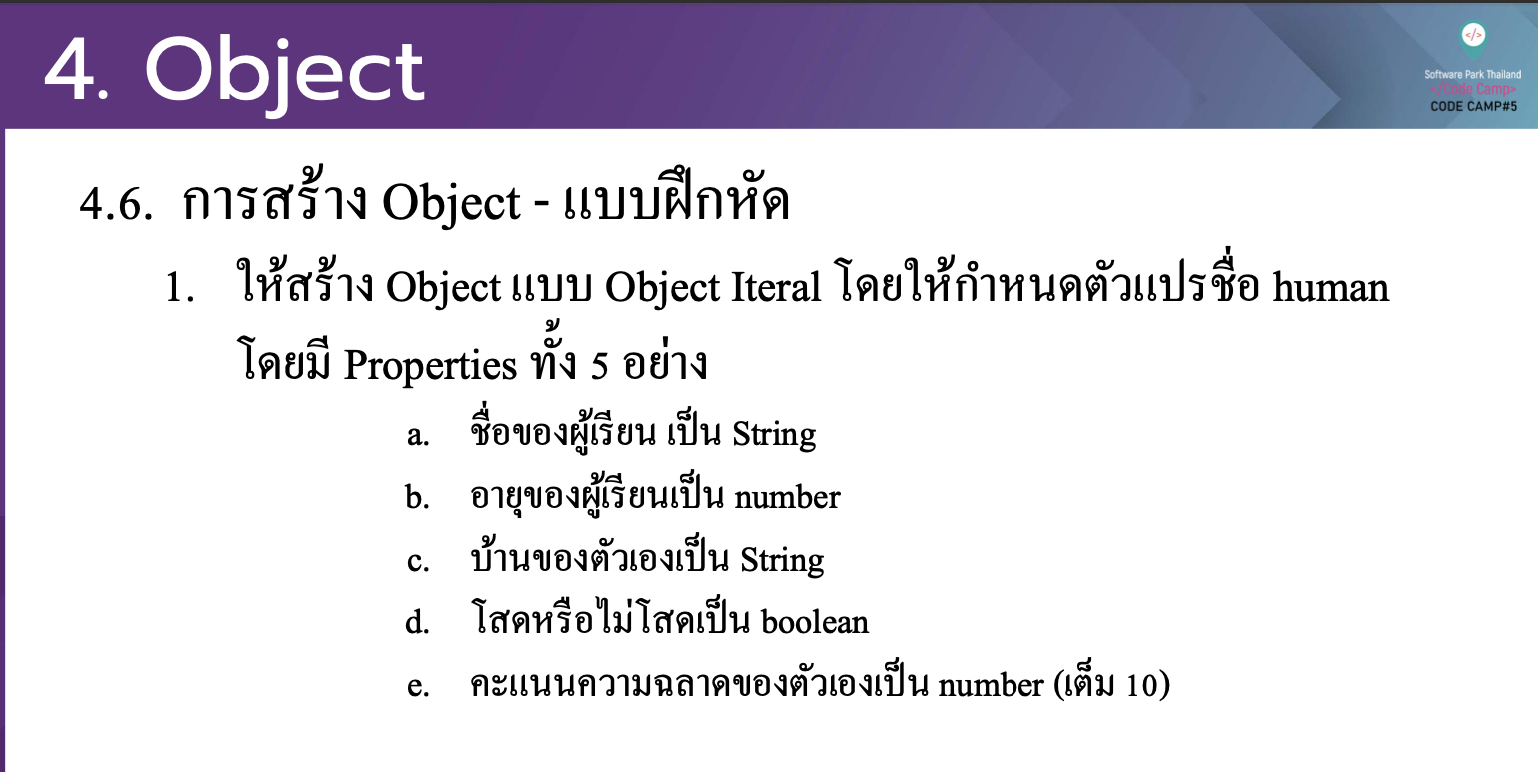 4. Object
</>
Software Park Thailand
</Code Camp>
CODE CAMP#5
4.6. การสร้าง Object - แบบฝึกหัด
1. ให้สร้าง Object แบบ Object Iteral โดยให้กำหนดตัวแปรชื่อ human
โดยมี Properties ทั้ง 5 อย่าง
a. ชื่อของผู้เรียน เป็น String
b. อายุของผู้เรียนเป็น number
c. บ้านของตัวเองเป็น String
d. โสดหรือไม่โสดเป็น boolean
e. คะแนนความฉลาดของตัวเองเป็น number (เต็ม 10)